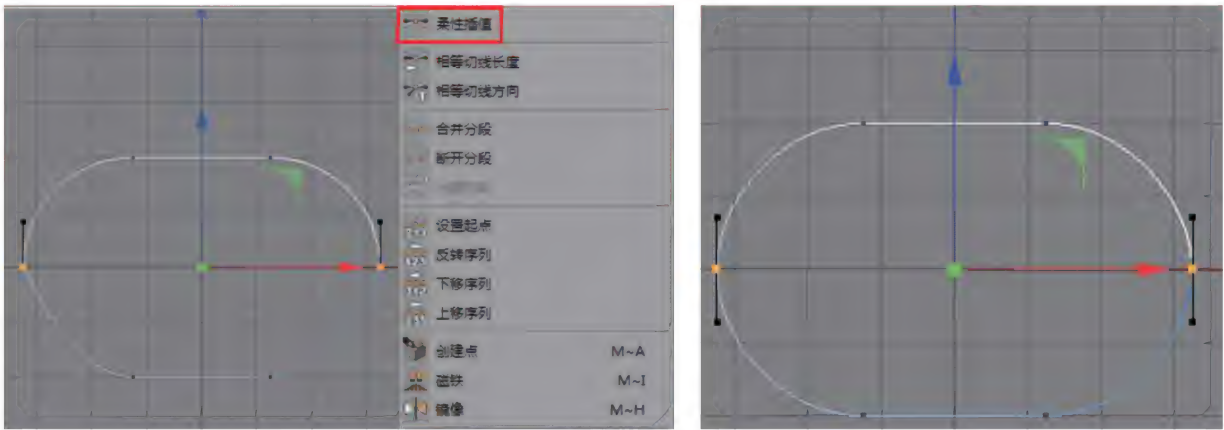 柔性插值
相等切线长度
相等切线方向
合并分段
断开分段
设置起点
反转序列
下移序列
上移序列
创建点 M~A
磁铁 M~I
镜像 M~H